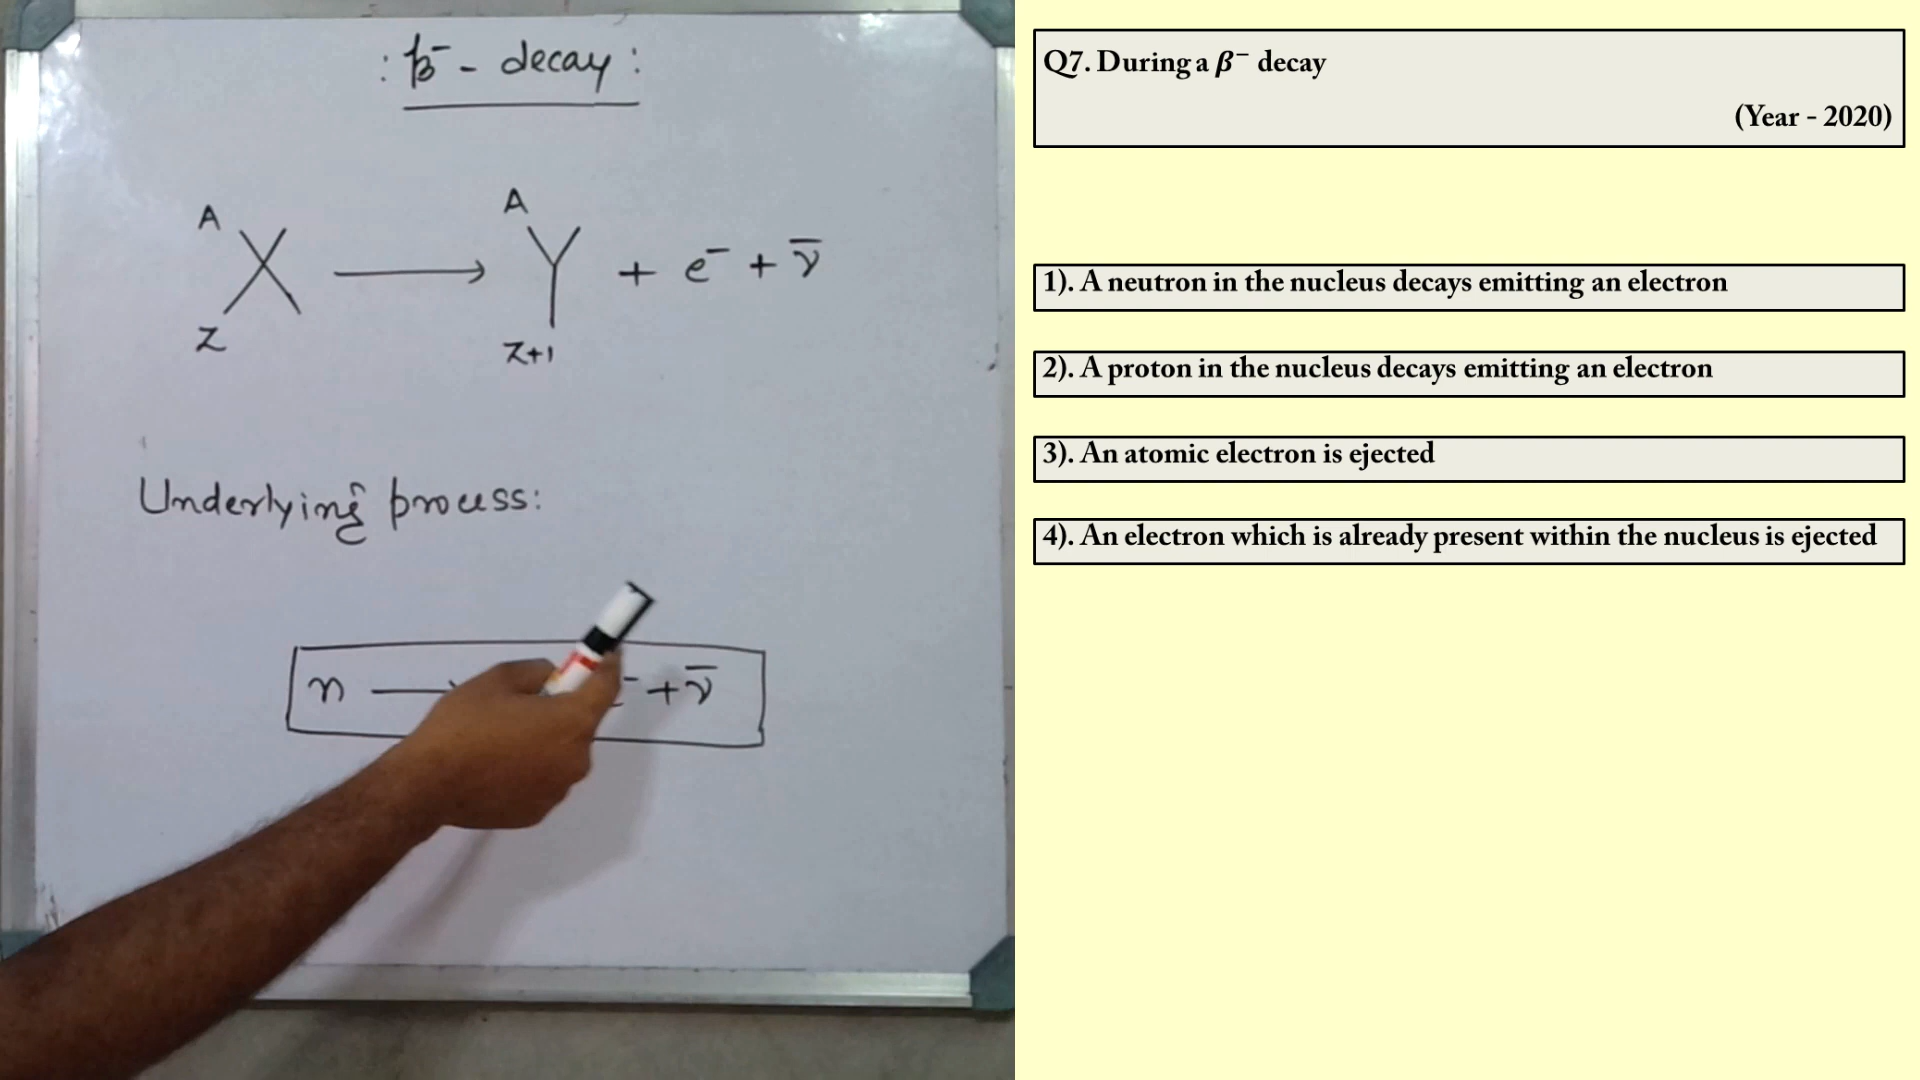 : β⁻ - decay :
A A
X ⟶ Y + e⁻ + ν̄
Z Z+1
Underlying process:
n ⟶ e⁻ + ν̄
Q7. During a β⁻ decay
(Year - 2020)
1). A neutron in the nucleus decays emitting an electron
2). A proton in the nucleus decays emitting an electron
3). An atomic electron is ejected
4). An electron which is already present within the nucleus is ejected